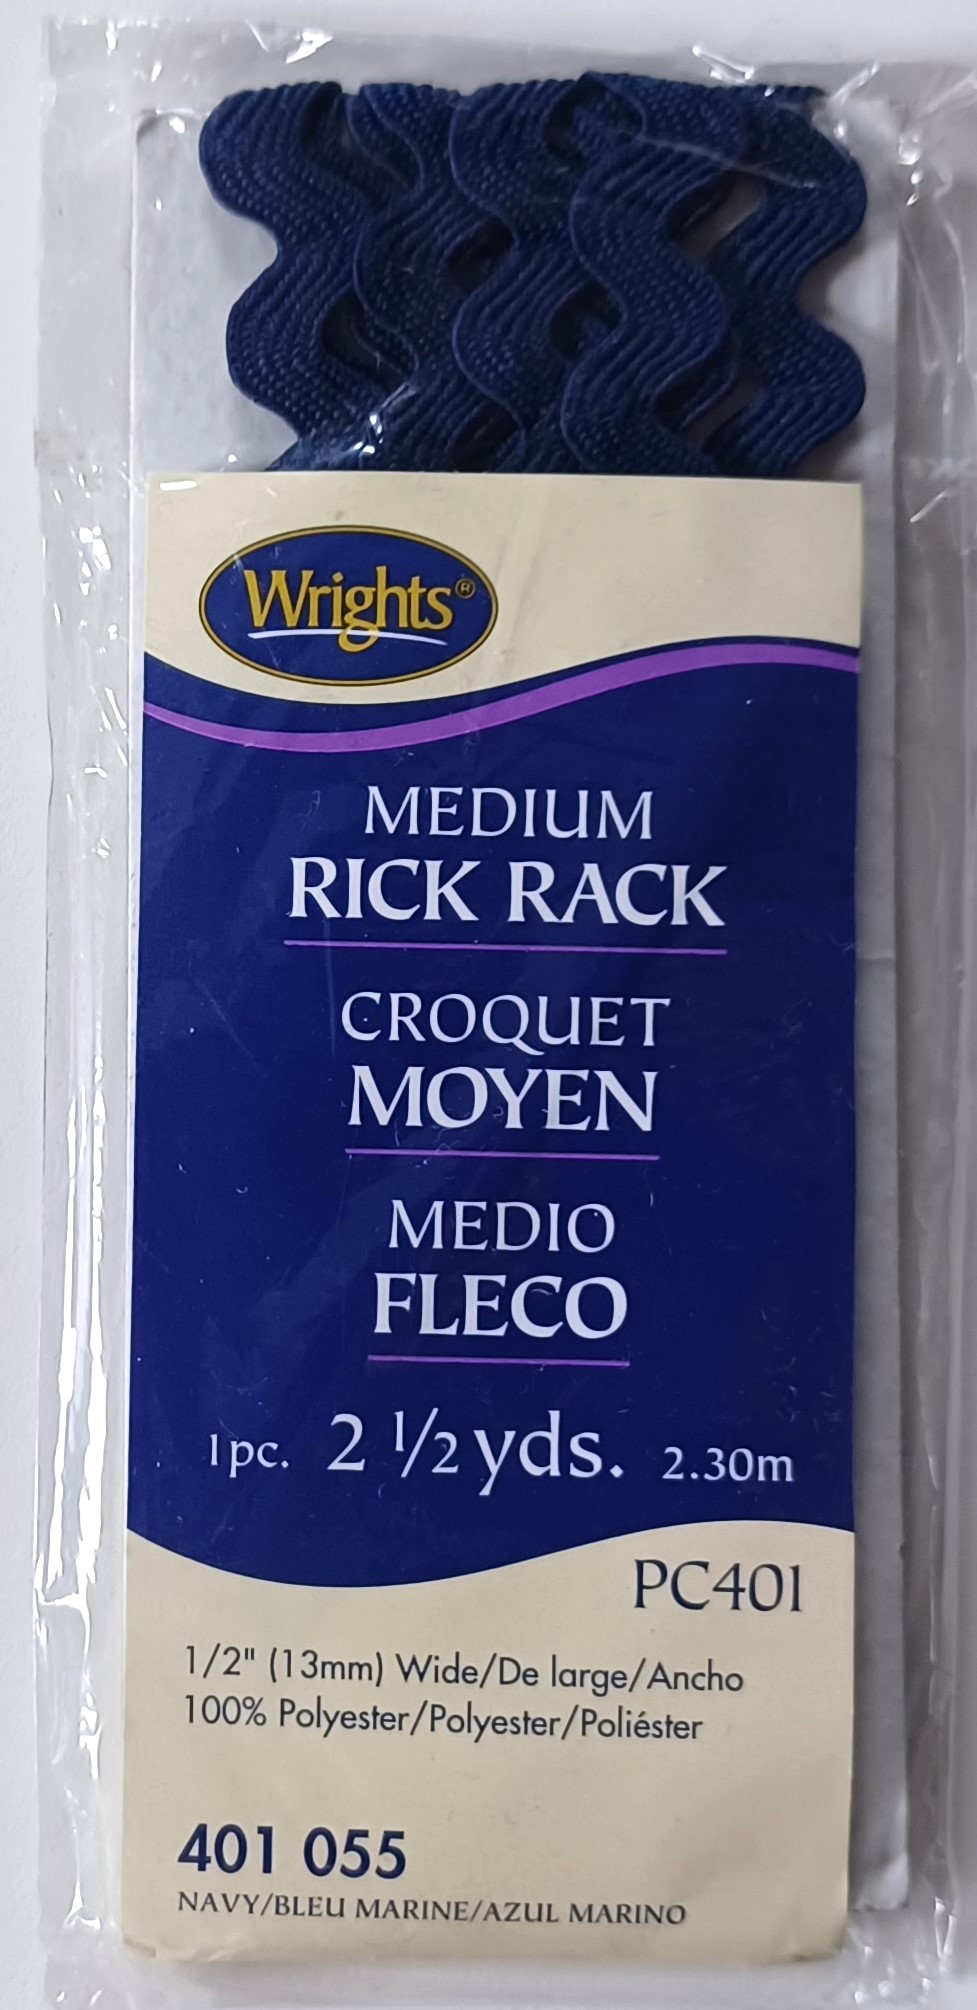 Wrights®
MEDIUM
RICK RACK
CROQUET
MOYEN
MEDIO
FLECO
1pc. 2 1/2 yds. 2.30m
PC401
1/2" (13mm) Wide/De large/Ancho
100% Polyester/Polyester/Poliéster
401 055
NAVY/BLEU MARINE/AZUL MARINO